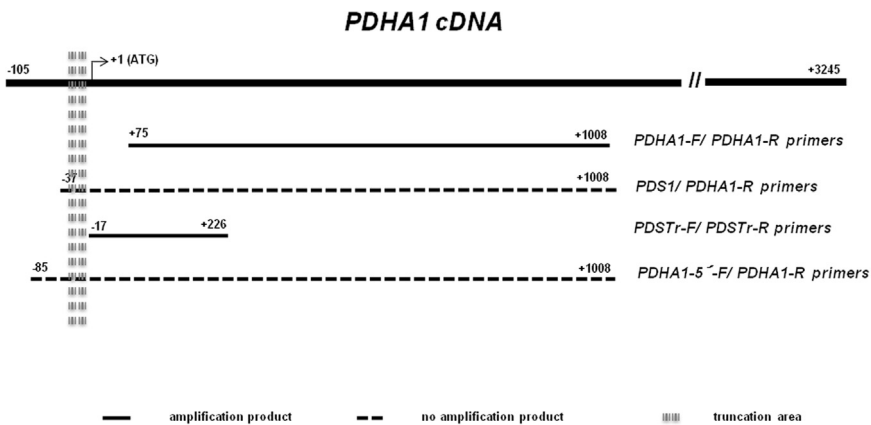 PDHA1 cDNA
-105
+1 (ATG)
+3245
//
+75
+1008
PDHA1-F/ PDHA1-R primers
-37
+1008
PDS1/ PDHA1-R primers
-17
+226
PDSTr-F/ PDSTr-R primers
-85
+1008
PDHA1-5´-F/ PDHA1-R primers
amplification product
no amplification product
truncation area